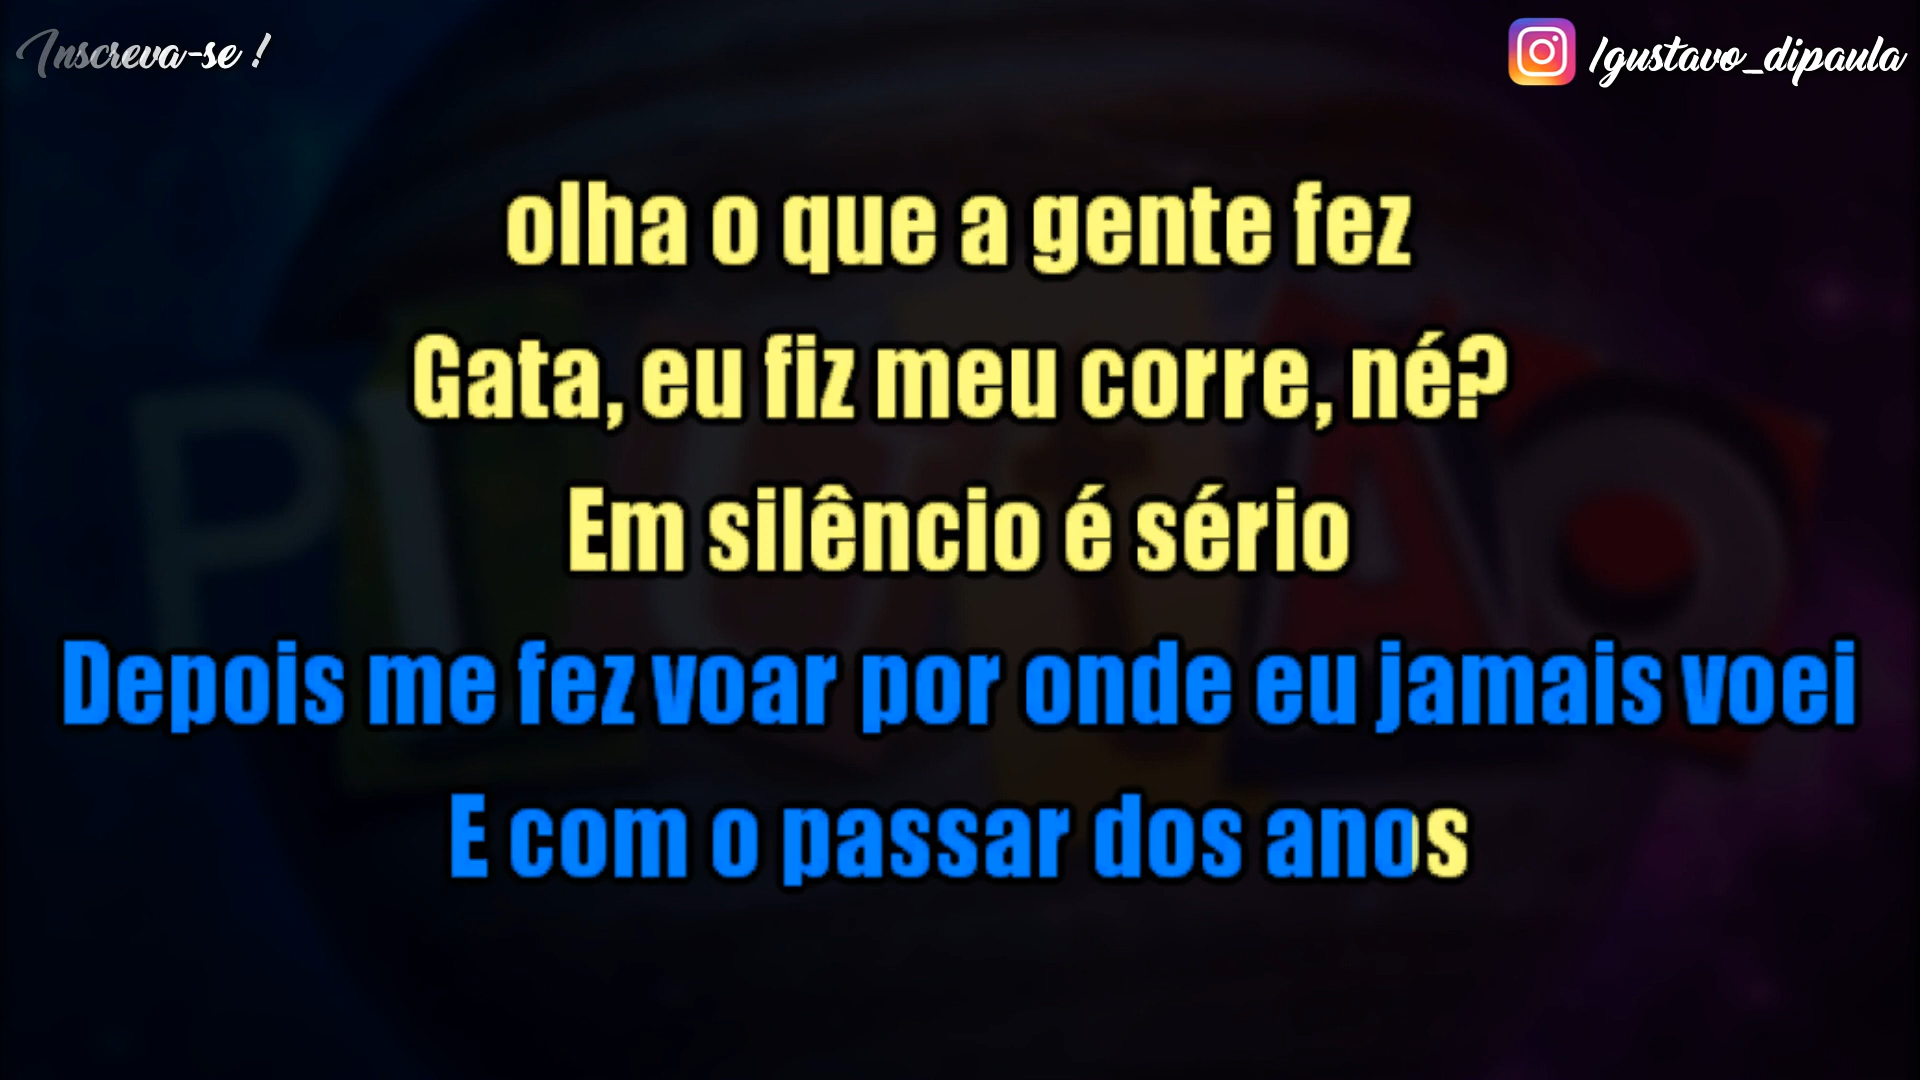 Inscreva-se !
/gustavo_dipaula
olha o que a gente fez
Gata, eu fiz meu corre, né?
Em silêncio é sério
Depois me fez voar por onde eu jamais voei
E com o passar dos anos
PLUTÃO